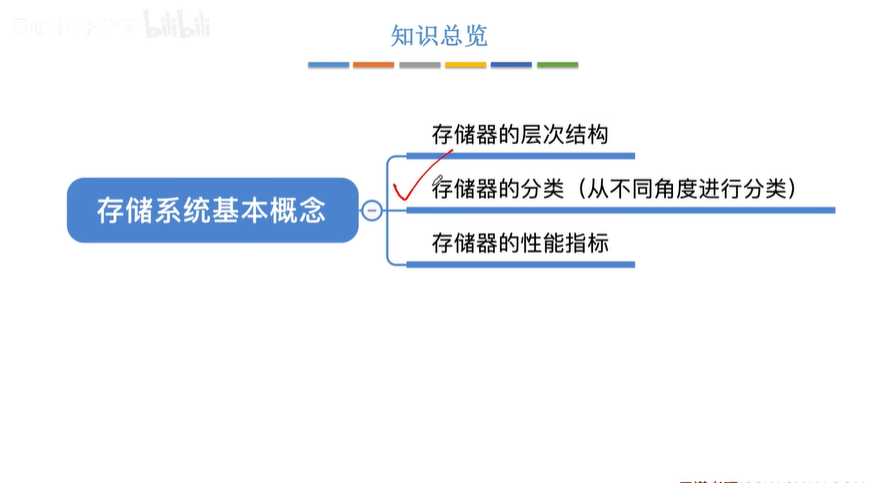 bilibili
知识总览
存储器的层次结构
存储系统基本概念
存储器的分类（从不同角度进行分类）
存储器的性能指标